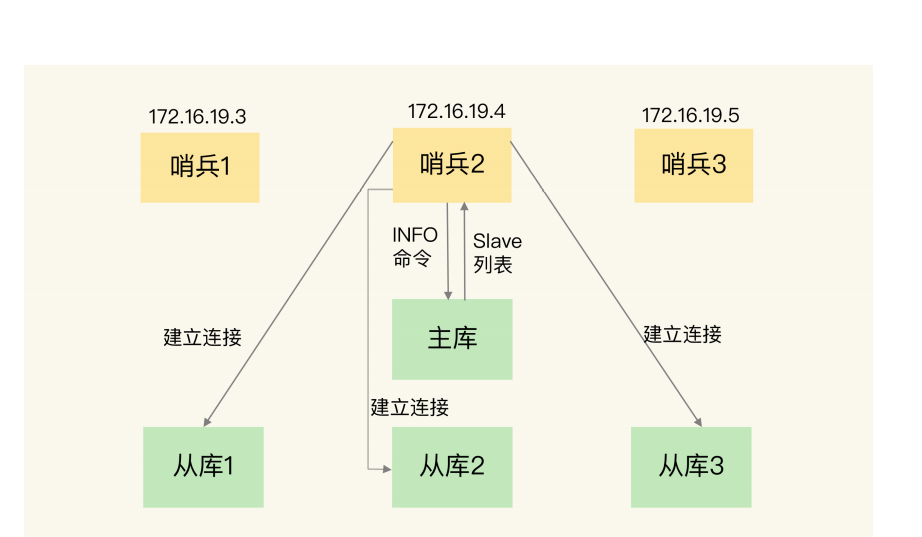 172.16.19.3
172.16.19.4
172.16.19.5
哨兵1
哨兵2
哨兵3
INFO
命令
Slave
列表
主库
建立连接
建立连接
建立连接
从库1
从库2
从库3